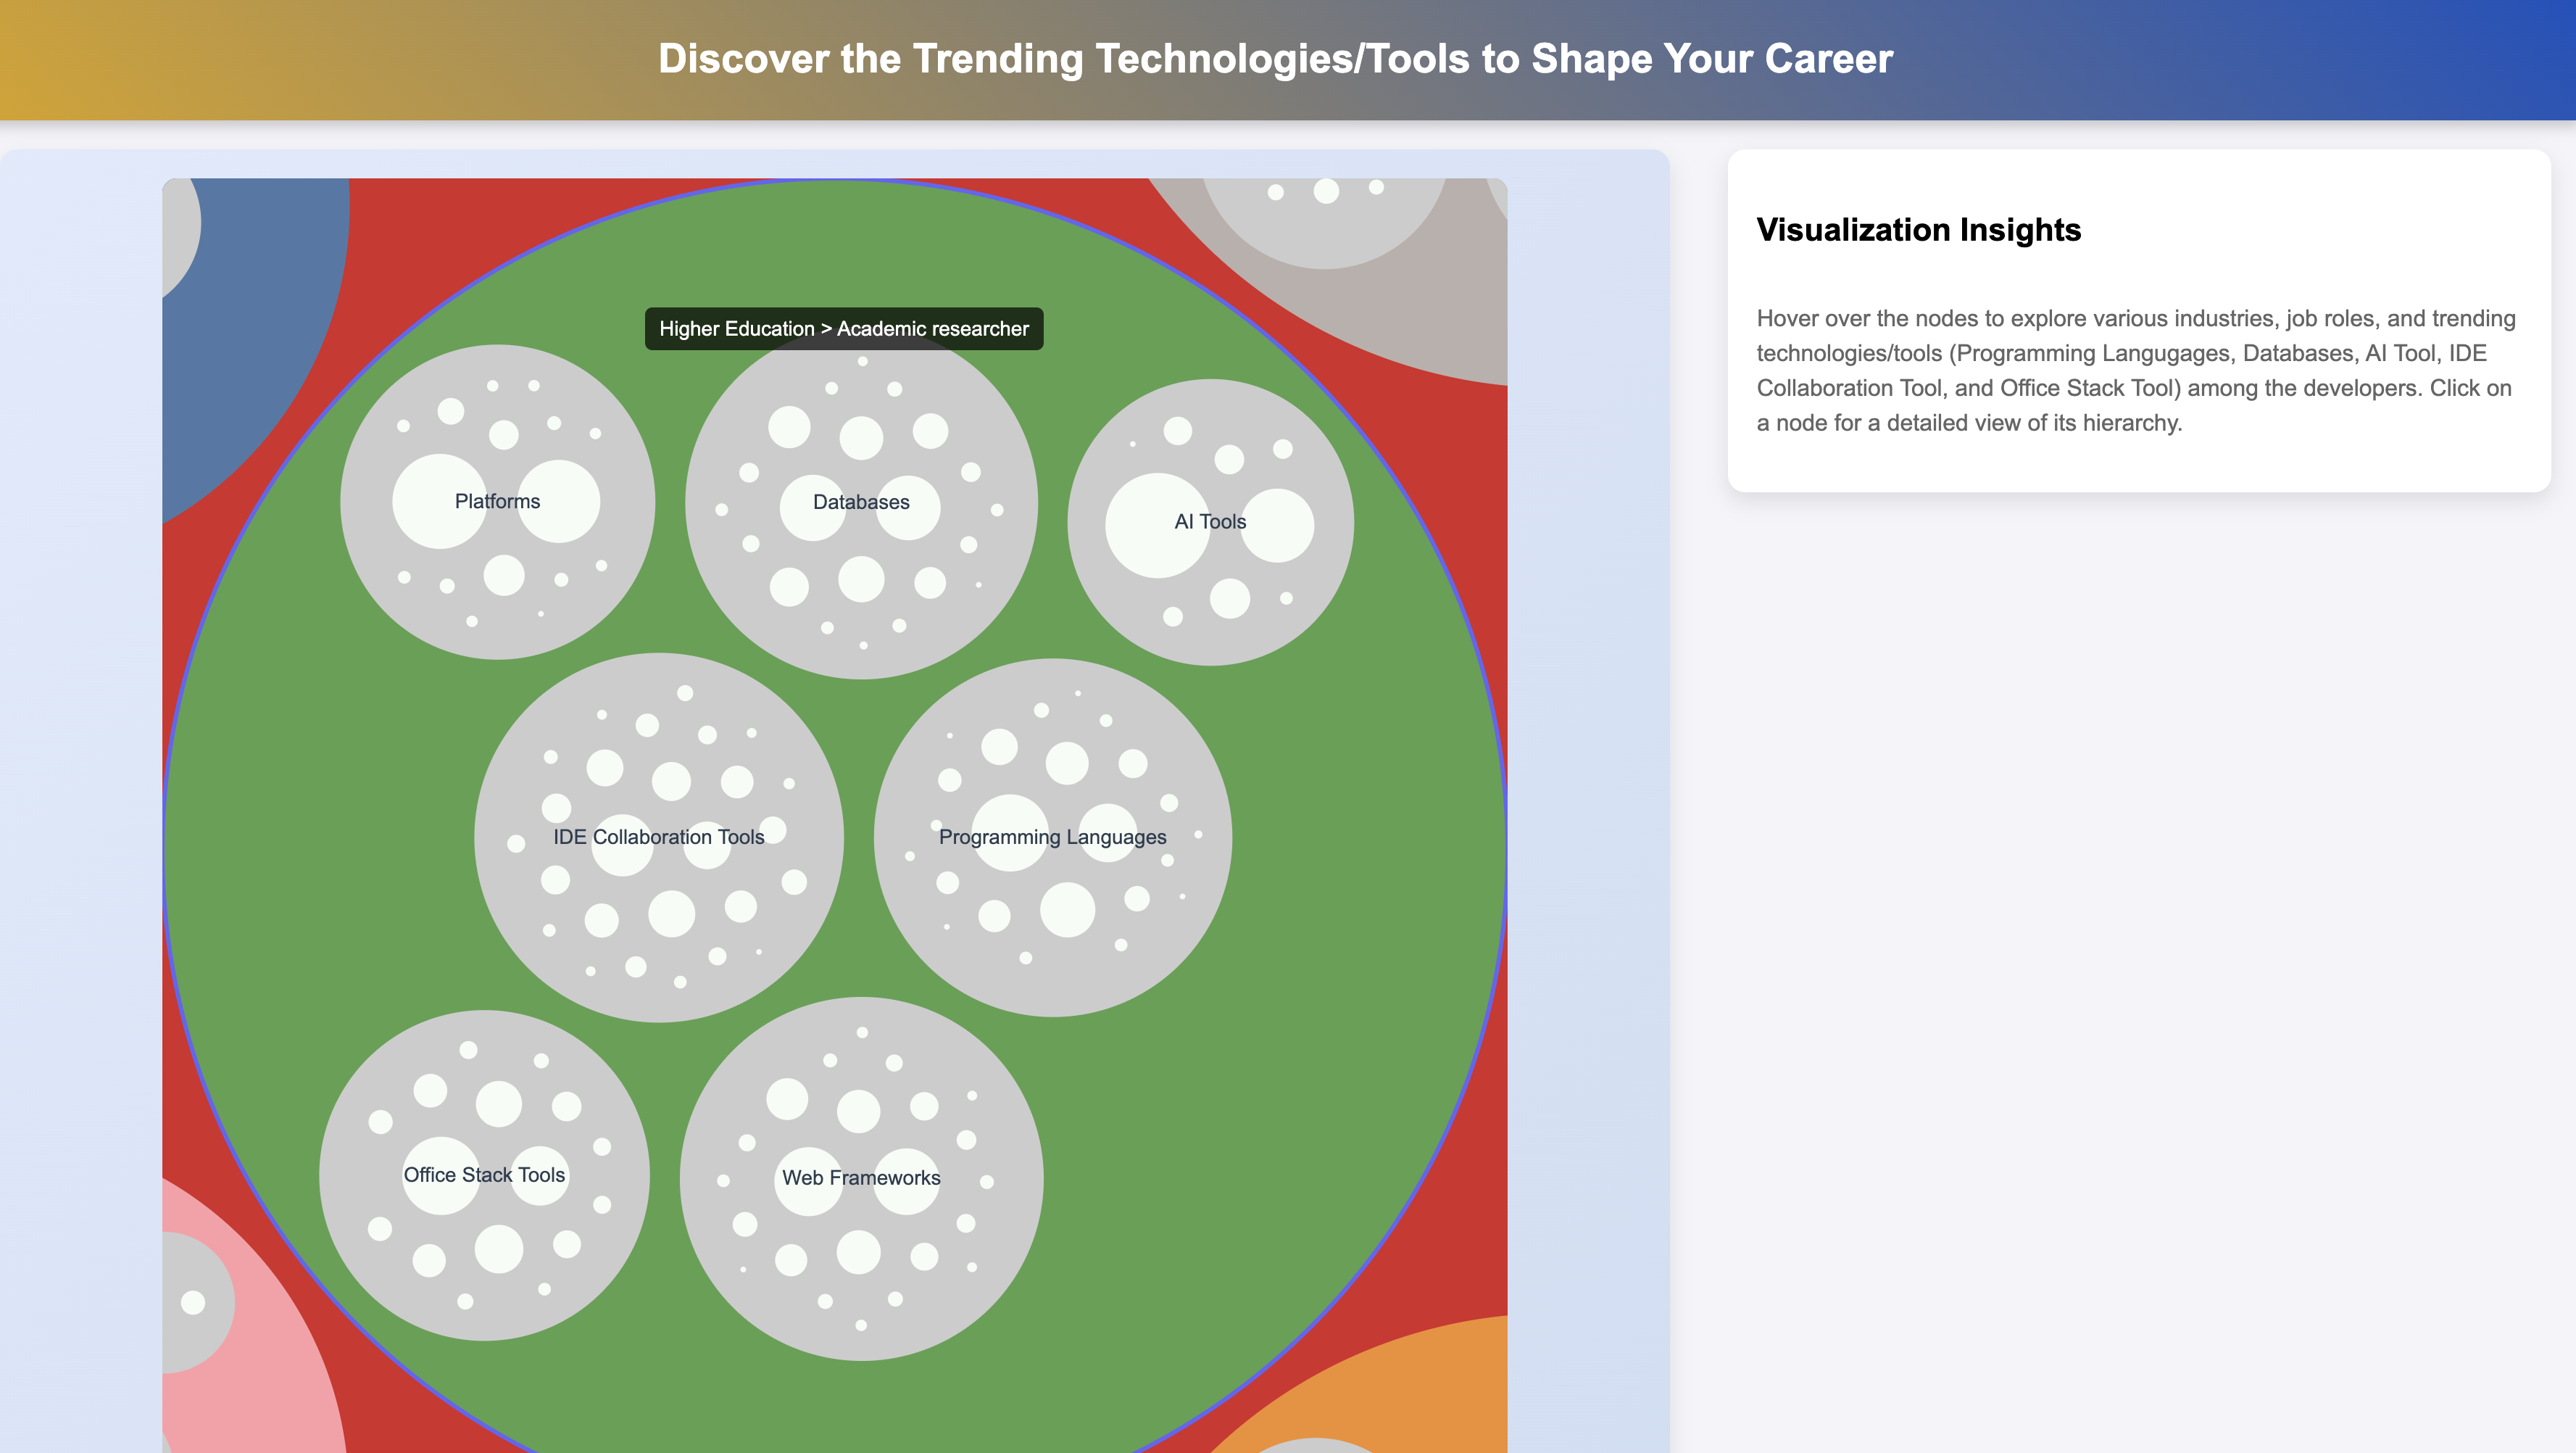 Discover the Trending Technologies/Tools to Shape Your Career
Visualization Insights
Hover over the nodes to explore various industries, job roles, and trending
technologies/tools (Programming Langugages, Databases, AI Tool, IDE
Collaboration Tool, and Office Stack Tool) among the developers. Click on
a node for a detailed view of its hierarchy.
Higher Education > Academic researcher
Platforms
Databases
AI Tools
IDE Collaboration Tools
Programming Languages
Office Stack Tools
Web Frameworks